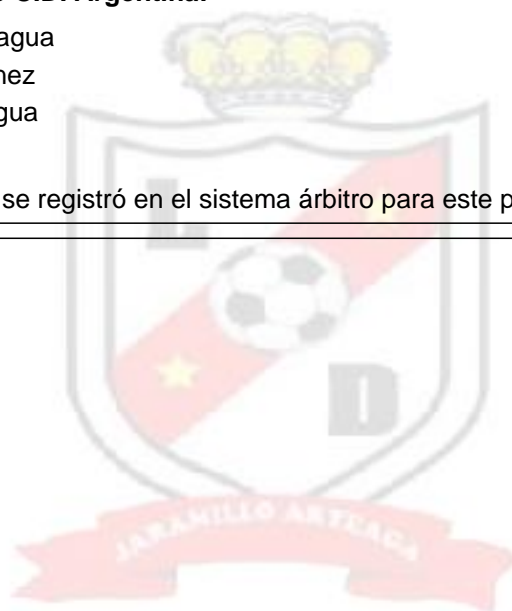 C.D. Argentina.
agua
nez
gua
se registró en el sistema árbitro para este p
L
D
JARAMILLO ARTEAGA